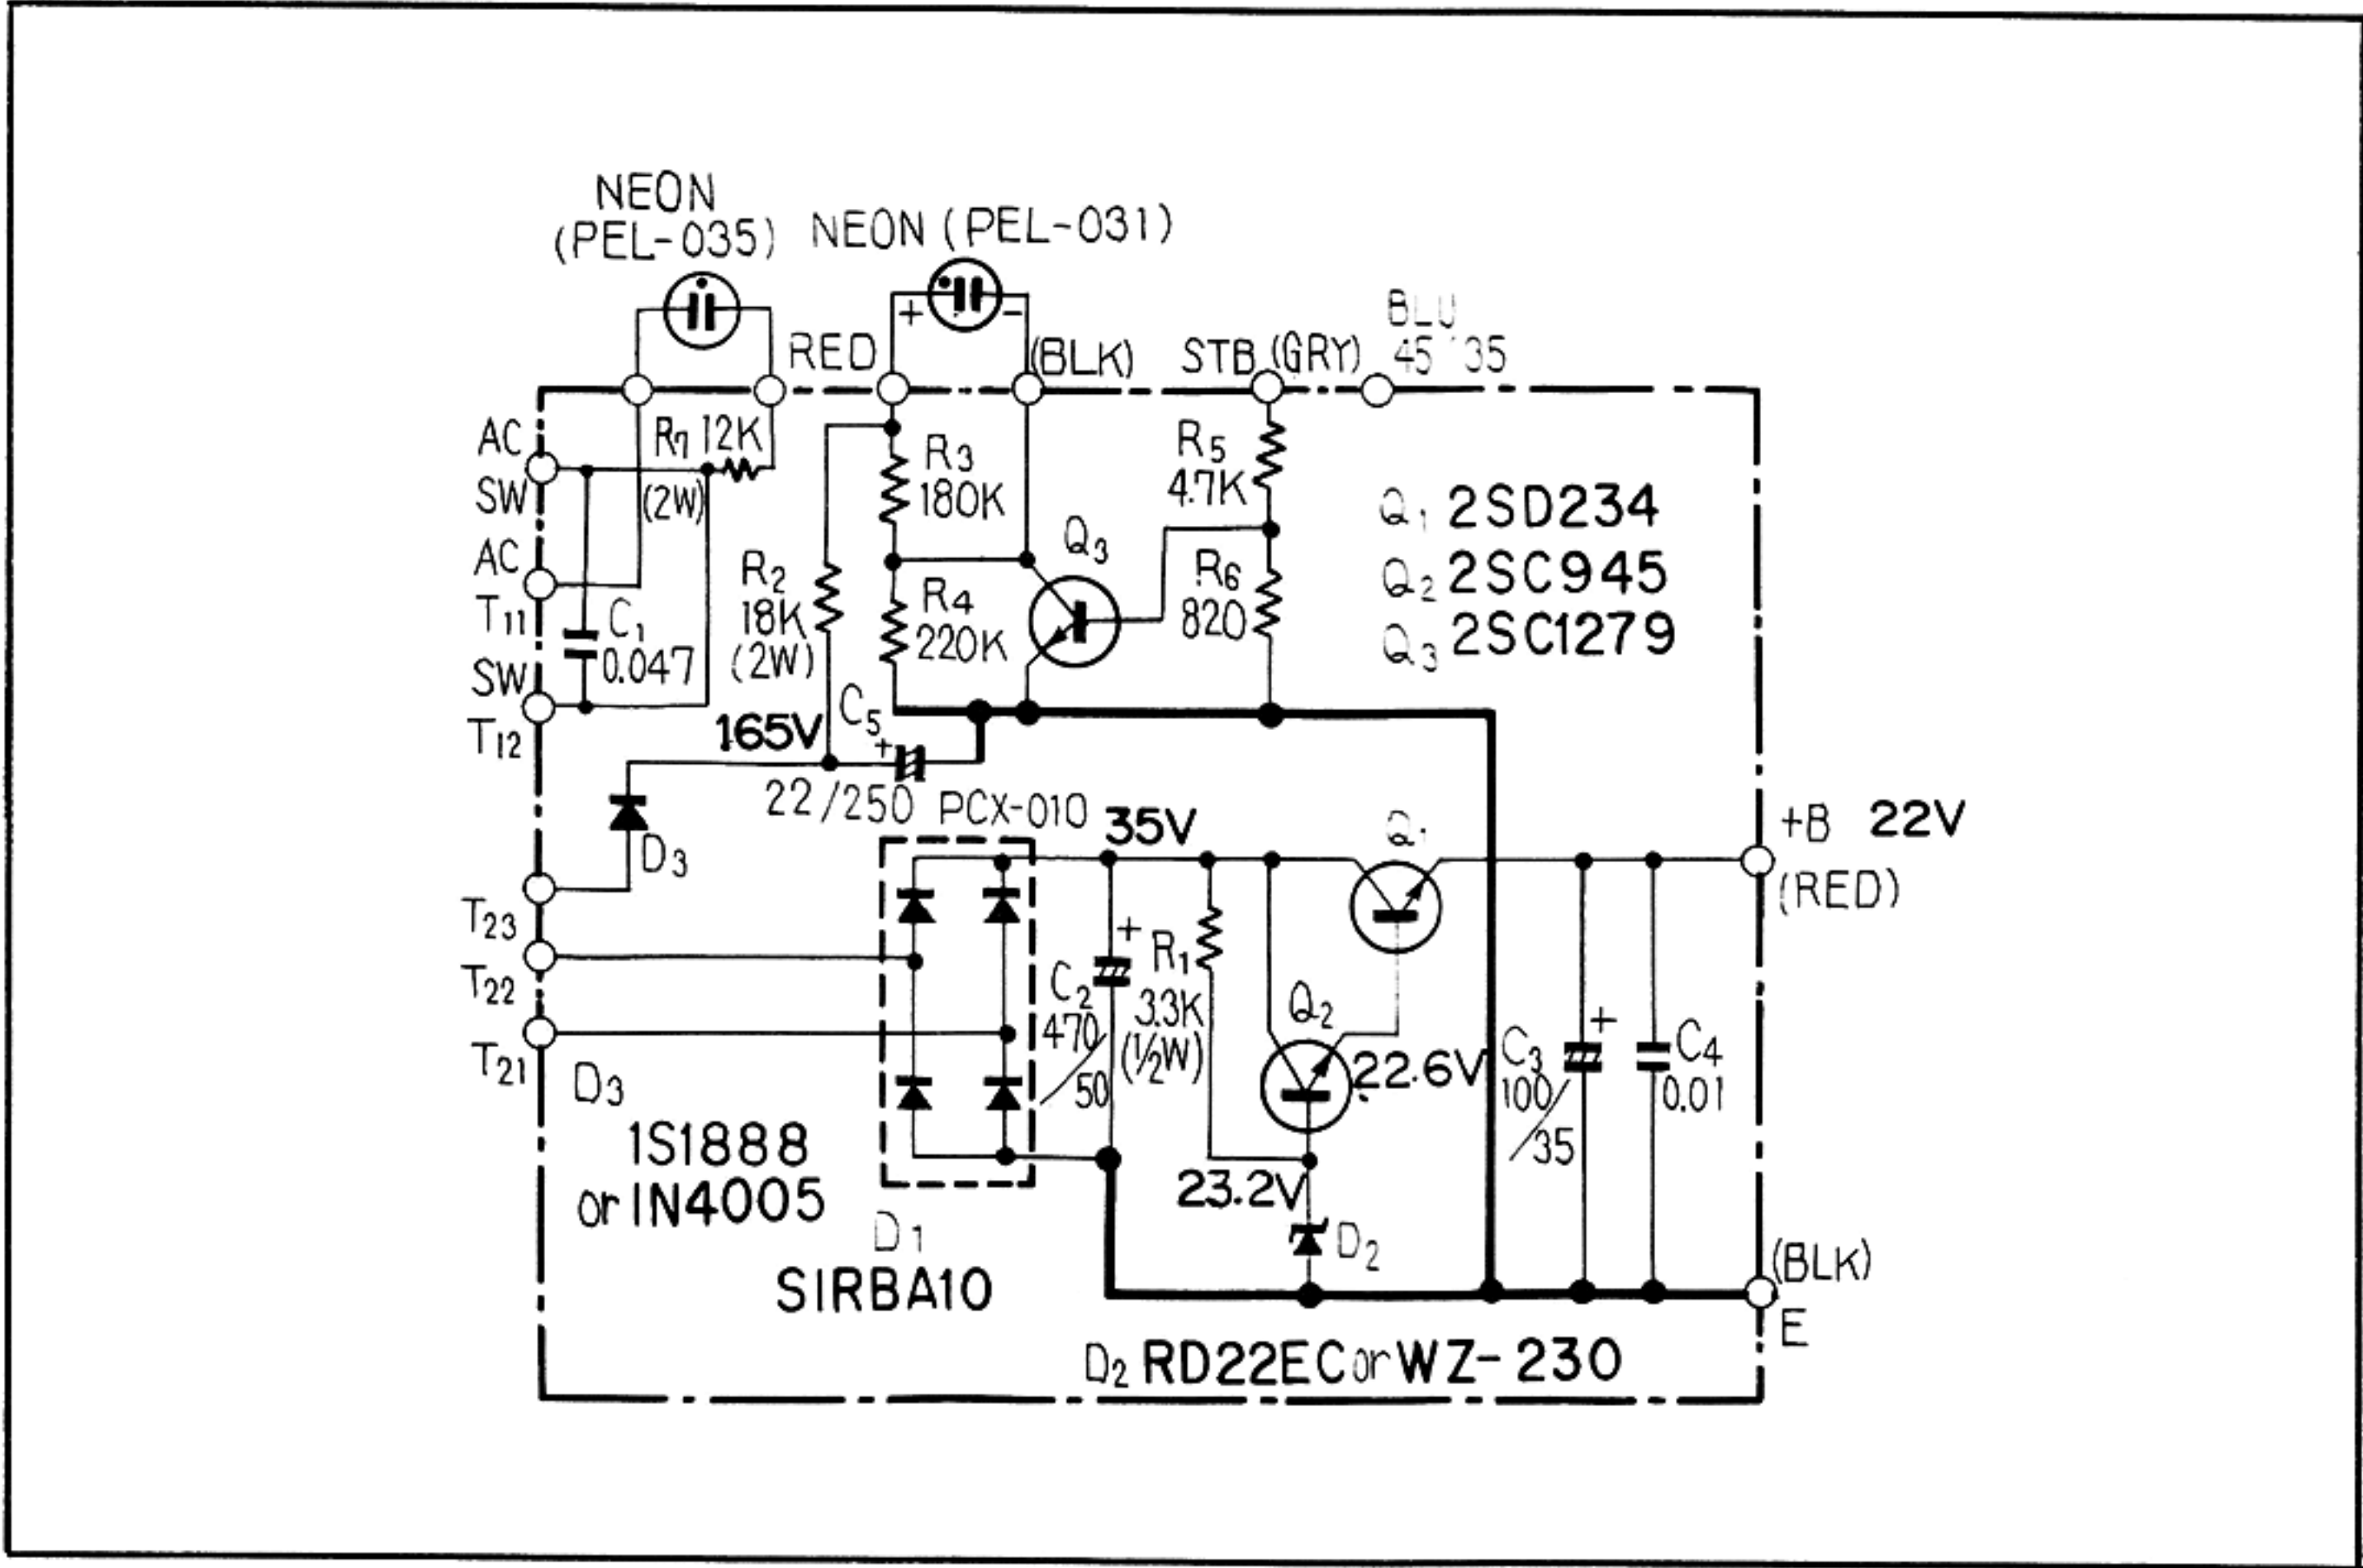 NEON
(PEL-035)
NEON (PEL-031)
+
-
RED
(BLK)
STB (GRY)
BLU
45 35
AC
SW
R7 12K
(2W)
R3
180K
R5
4.7K
Q1 2SD234
Q2 2SC945
Q3 2SC1279
AC
T11
C1
0.047
R2
18K
(2W)
R4
220K
Q3
R6
820
SW
T12
165V
C5
+
22/250
PCX-010
35V
Q1
+B 22V
(RED)
D3
T23
T22
T21
+
C2
470/50
R1
3.3K
(1/2W)
Q2
22.6V
+
C3
100/35
C4
0.01
D3
1S1888
or IN4005
D1
SIRBA10
23.2V
D2
(BLK)
E
D2 RD22EC or WZ-230